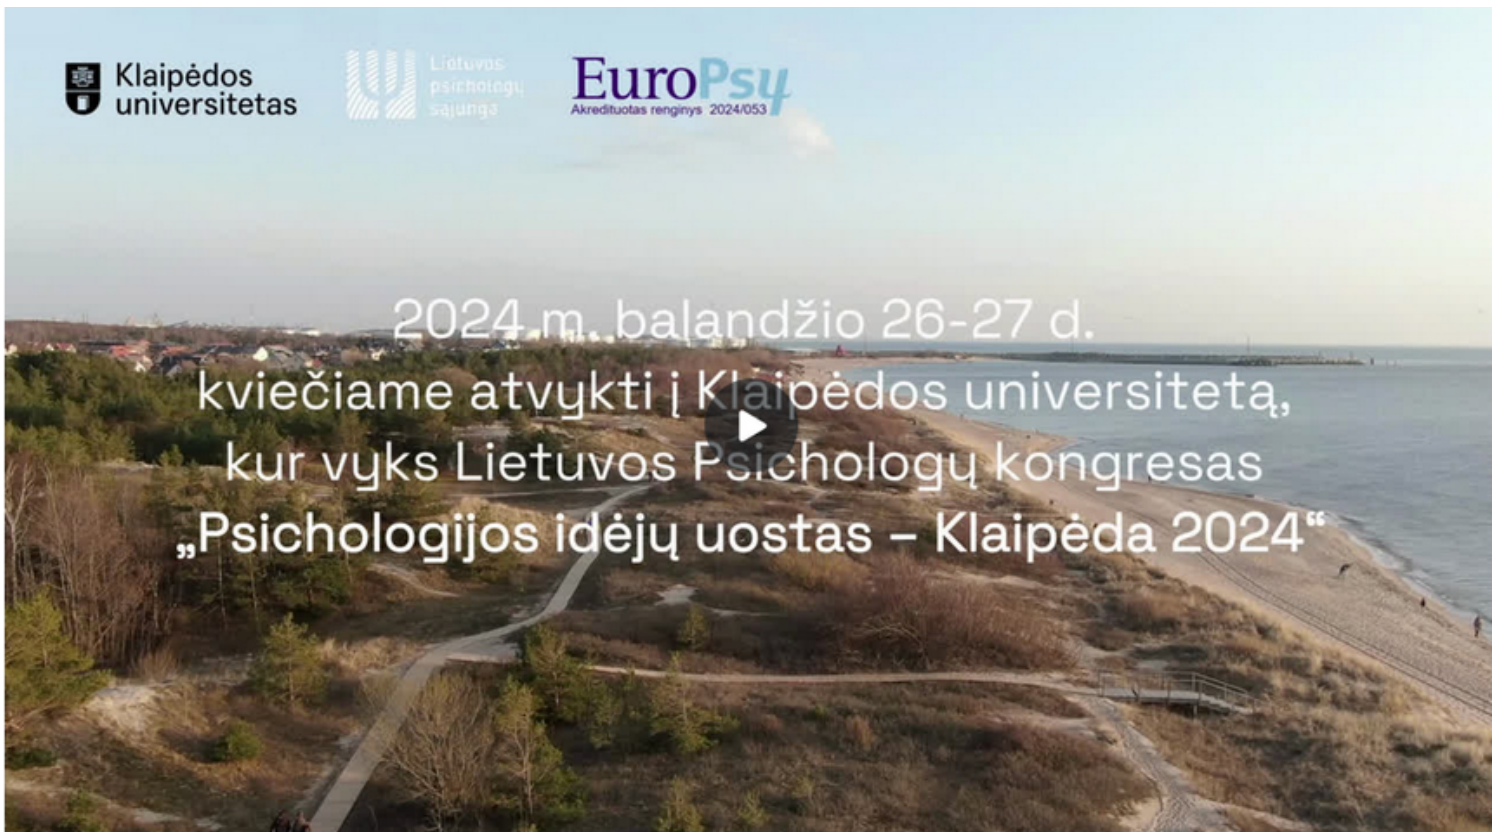 Klaipėdos
universitetas
Lietuvos
psichologų
sąjunga
EuroPsy
Akredituotas renginys 2024/053
2024 m. balandžio 26-27 d.
kviečiame atvykti į Klaipėdos universitetą,
kur vyks Lietuvos Psichologų kongresas
„Psichologijos idėjų uostas – Klaipėda 2024“